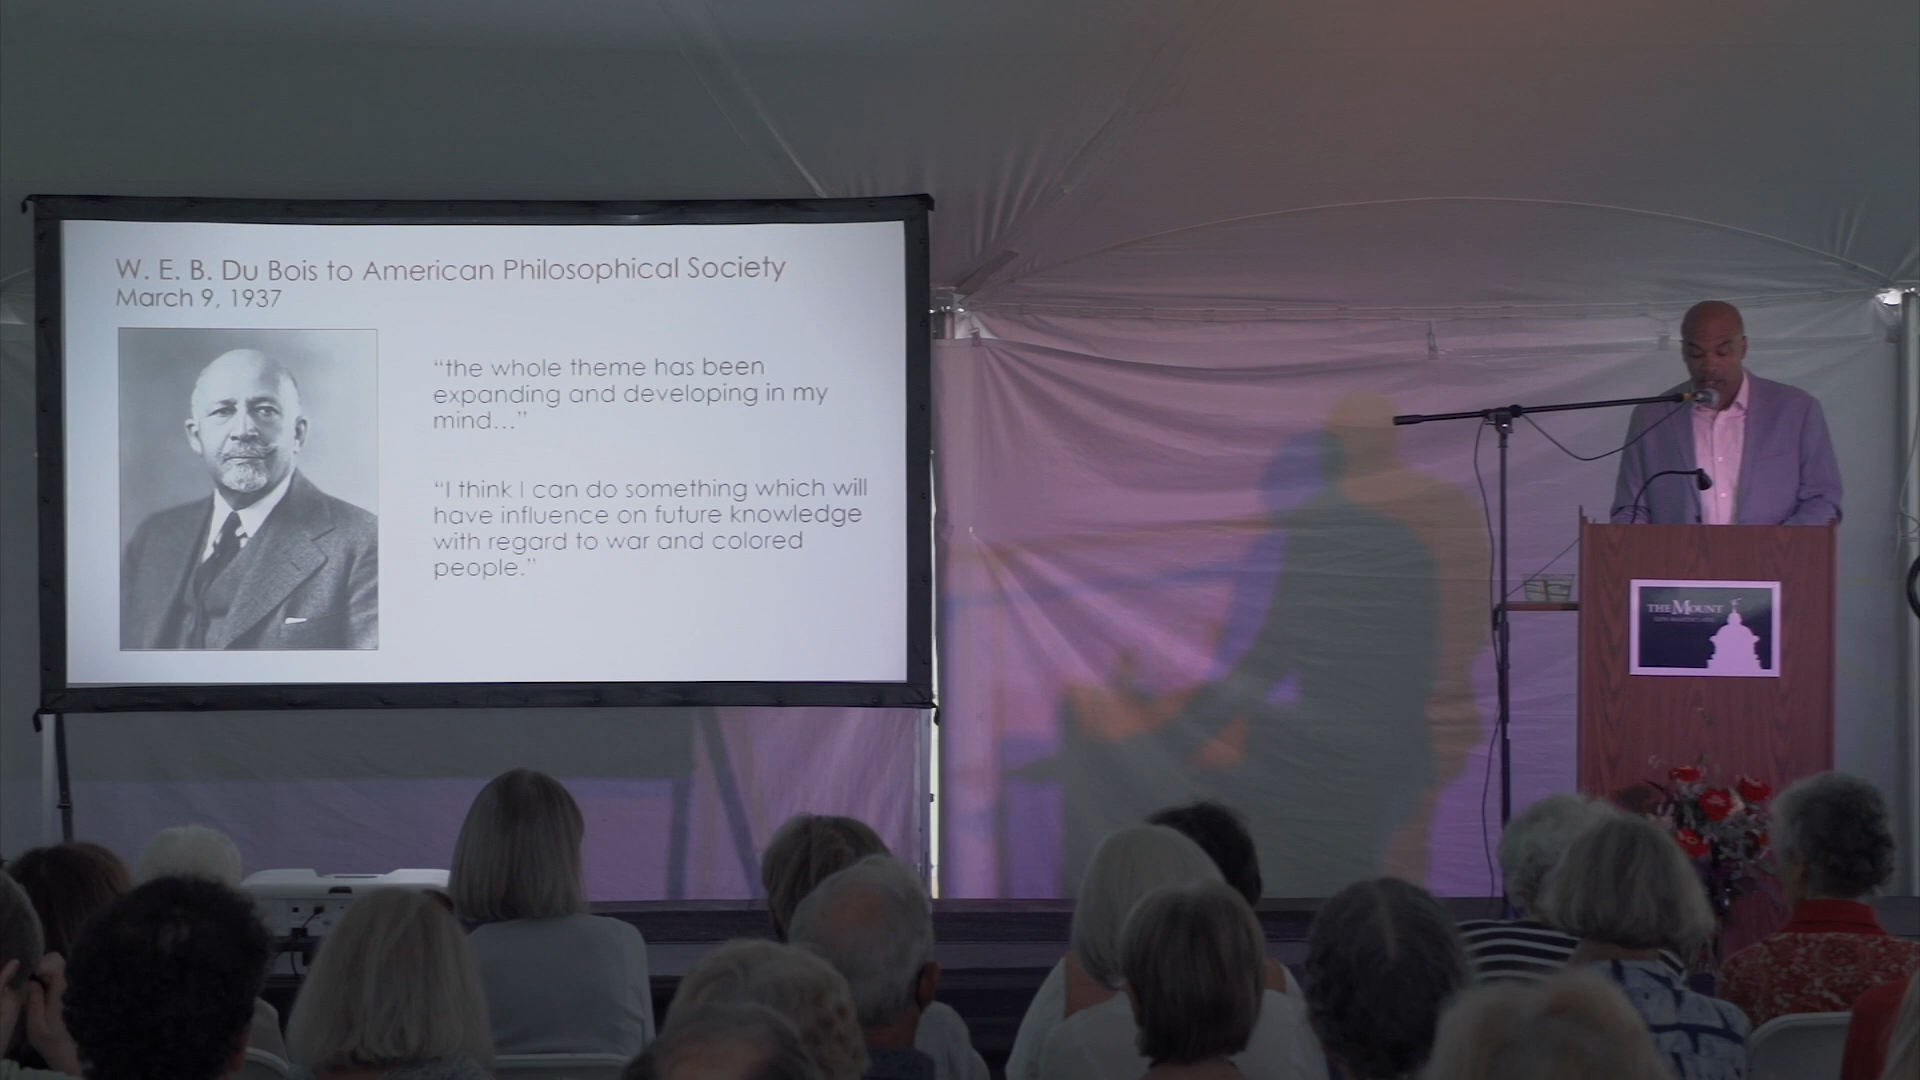 W. E. B. Du Bois to American Philosophical Society
March 9, 1937
“the whole theme has been
expanding and developing in my
mind...”
“I think I can do something which will
have influence on future knowledge
with regard to war and colored
people.”
THE MOUNT